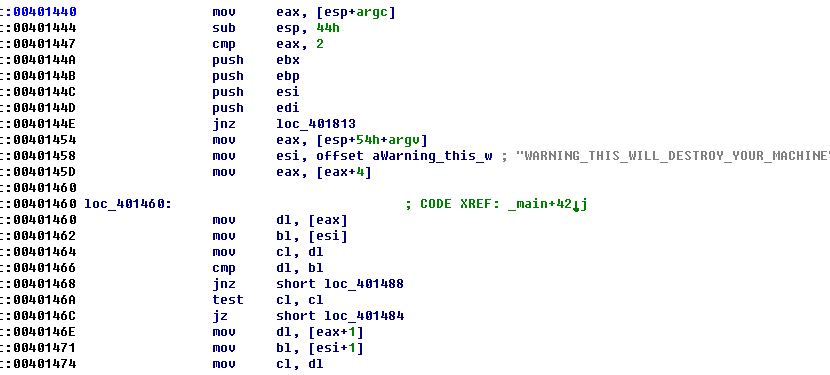 :00401440 mov eax, [esp+argc]
:00401444 sub esp, 44h
:00401447 cmp eax, 2
:0040144A push ebx
:0040144B push ebp
:0040144C push esi
:0040144D push edi
:0040144E jnz loc_401813
:00401454 mov eax, [esp+54h+argv]
:00401458 mov esi, offset aWarning_this_w ; "WARNING_THIS_WILL_DESTROY_YOUR_MACHINE"
:0040145D mov eax, [eax+4]
:00401460
:00401460 loc_401460: ; CODE XREF: _main+42↓j
:00401460 mov dl, [eax]
:00401462 mov bl, [esi]
:00401464 mov cl, dl
:00401466 cmp dl, bl
:00401468 jnz short loc_401488
:0040146A test cl, cl
:0040146C jz short loc_401484
:0040146E mov dl, [eax+1]
:00401471 mov bl, [esi+1]
:00401474 mov cl, dl